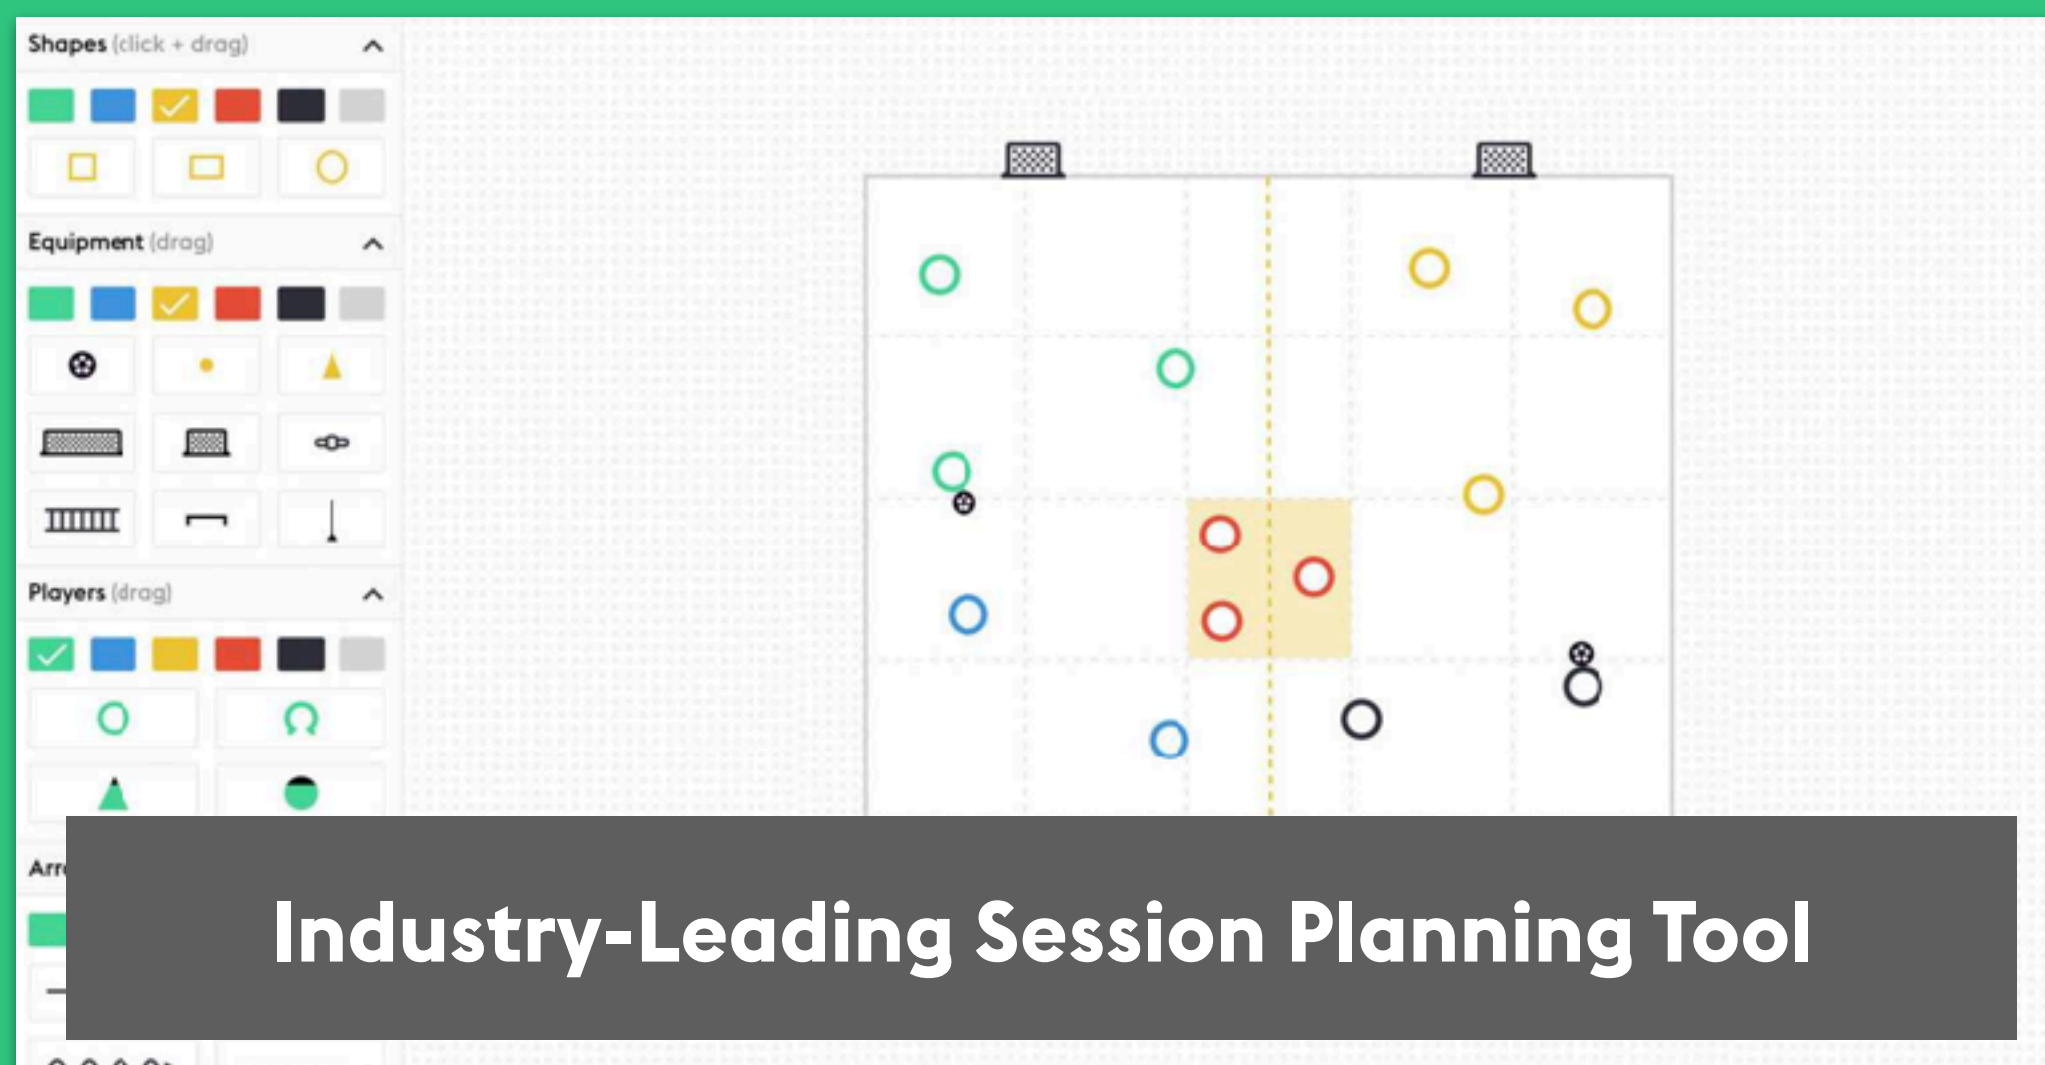 Shapes (click + drag)
Equipment (drag)
Players (drag)
Industry-Leading Session Planning Tool